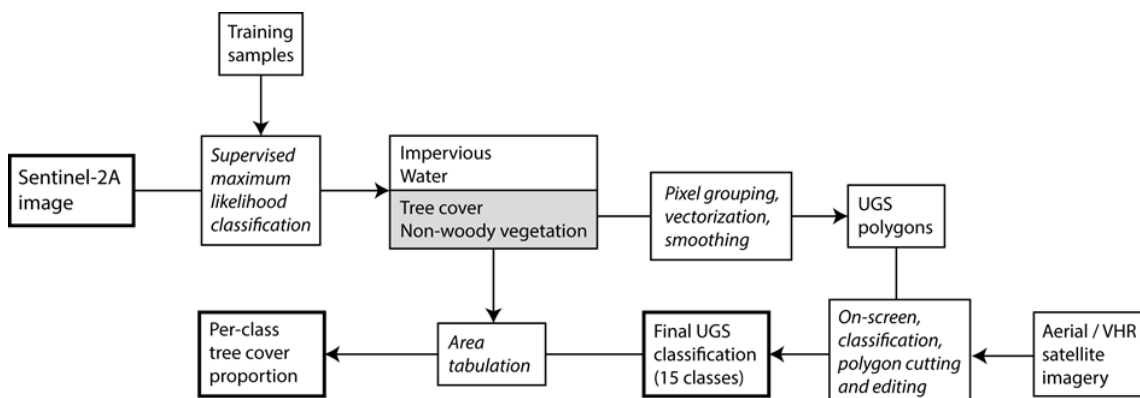 Training
samples
Sentinel-2A
image
Supervised
maximum
likelihood
classification
Impervious
Water
Tree cover
Non-woody vegetation
Pixel grouping,
vectorization,
smoothing
UGS
polygons
Per-class
tree cover
proportion
Area
tabulation
Final UGS
classification
(15 classes)
On-screen,
classification,
polygon cutting
and editing
Aerial / VHR
satellite
imagery